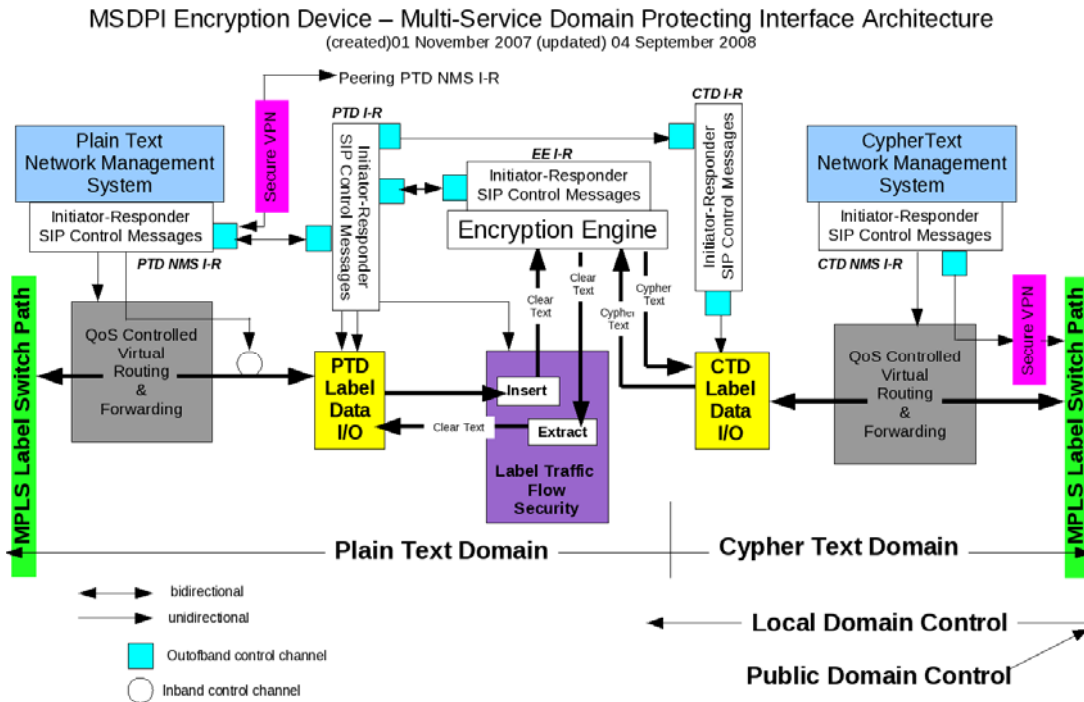 MSDPI Encryption Device – Multi-Service Domain Protecting Interface Architecture
(created)01 November 2007 (updated) 04 September 2008
Peering PTD NMS I-R
Secure VPN
Plain Text
Network Management
System
Initiator-Responder
SIP Control Messages
PTD NMS I-R
PTD I-R
Initiator-Responder
SIP Control Messages
EE I-R
Initiator-Responder
SIP Control Messages
Encryption Engine
CTD I-R
Initiator-Responder
SIP Control Messages
CypherText
Network Management
System
Initiator-Responder
SIP Control Messages
CTD NMS I-R
Secure VPN
MPLS Label Switch Path
QoS Controlled
Virtual
Routing
&
Forwarding
PTD
Label
Data
I/O
Clear
Text
Clear
Text
Cypher
Text
Cypher
Text
Insert
Extract
Clear Text
Label Traffic
Flow
Security
CTD
Label
Data
I/O
QoS Controlled
Virtual
Routing
&
Forwarding
MPLS Label Switch Path
Plain Text Domain
Cypher Text Domain
bidirectional
unidirectional
Outofband control channel
Inband control channel
Local Domain Control
Public Domain Control